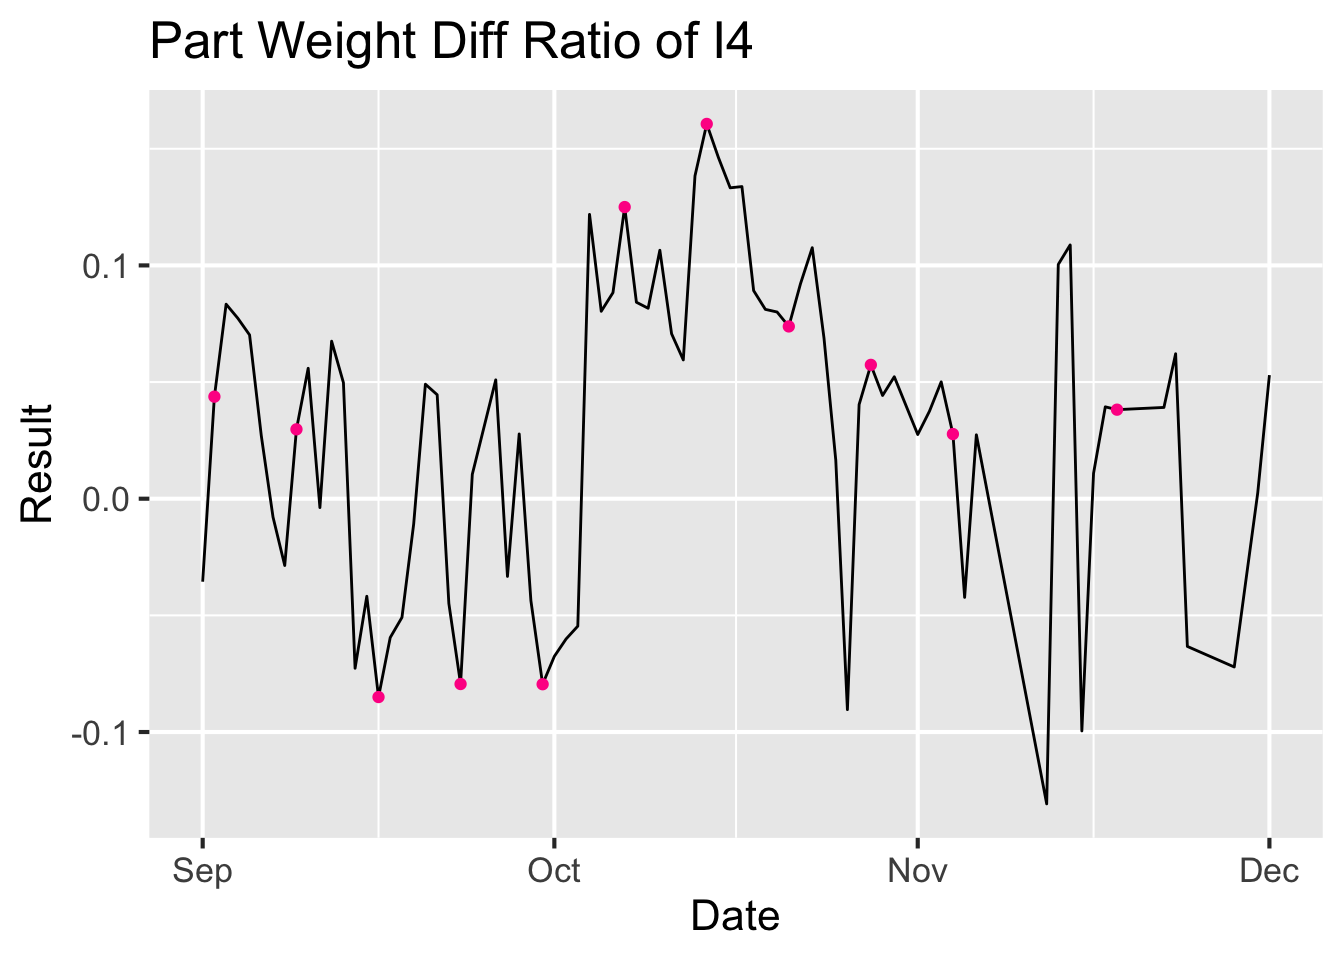 Part Weight Diff Ratio of I4
Result
0.1
0.0
-0.1
Sep Oct Nov Dec
Date